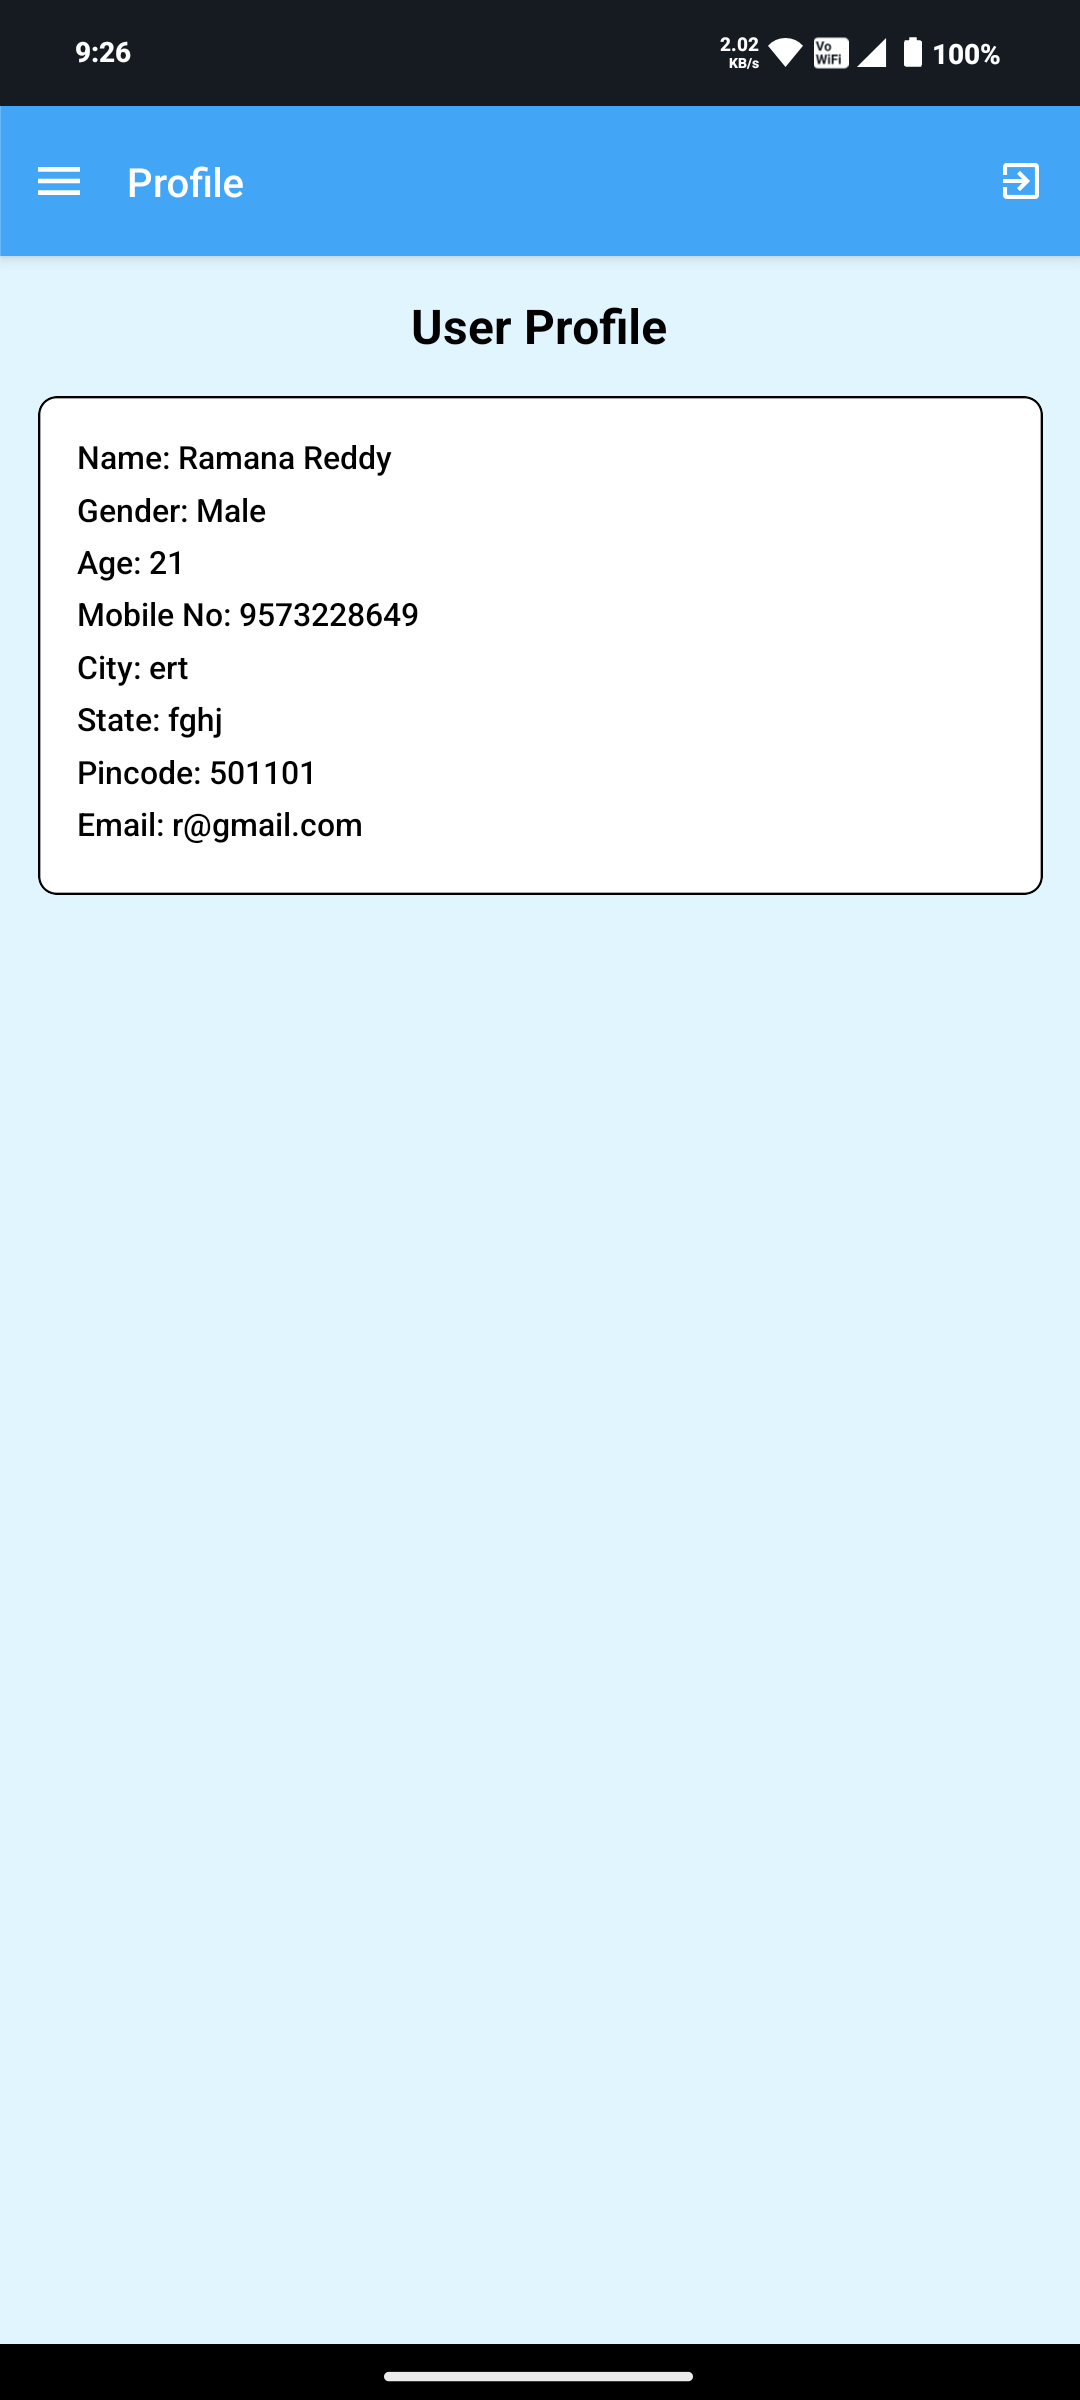 9:26
2.02
KB/s
Vo
WiFi
100%
Profile
User Profile
Name: Ramana Reddy
Gender: Male
Age: 21
Mobile No: 9573228649
City: ert
State: fghj
Pincode: 501101
Email: r@gmail.com